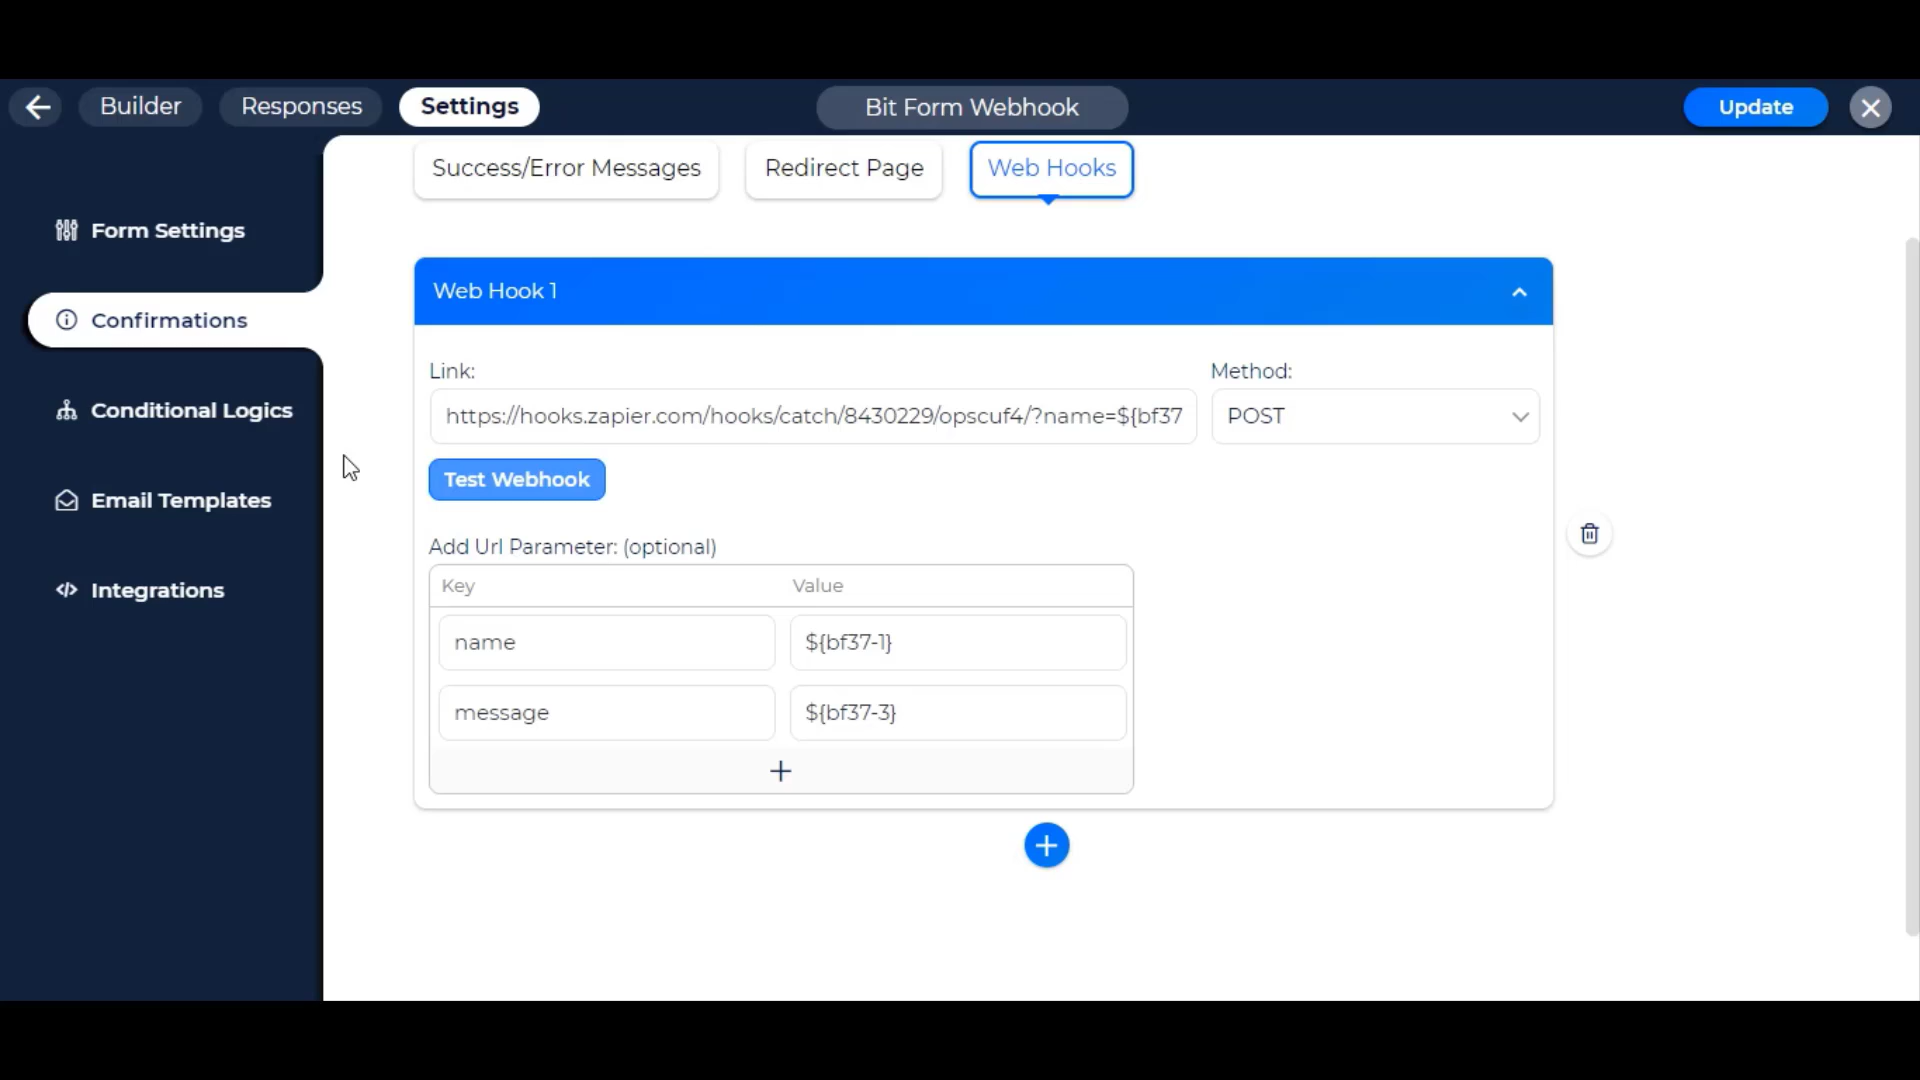 Builder
Responses
Settings
Bit Form Webhook
Update
Success/Error Messages
Redirect Page
Web Hooks
Form Settings
Confirmations
Conditional Logics
Email Templates
Integrations
Web Hook 1
Link:
Method:
https://hooks.zapier.com/hooks/catch/8430229/opscuf4/?name=${bf37
POST
Test Webhook
Add Url Parameter: (optional)
Key
Value
name
${bf37-1}
message
${bf37-3}